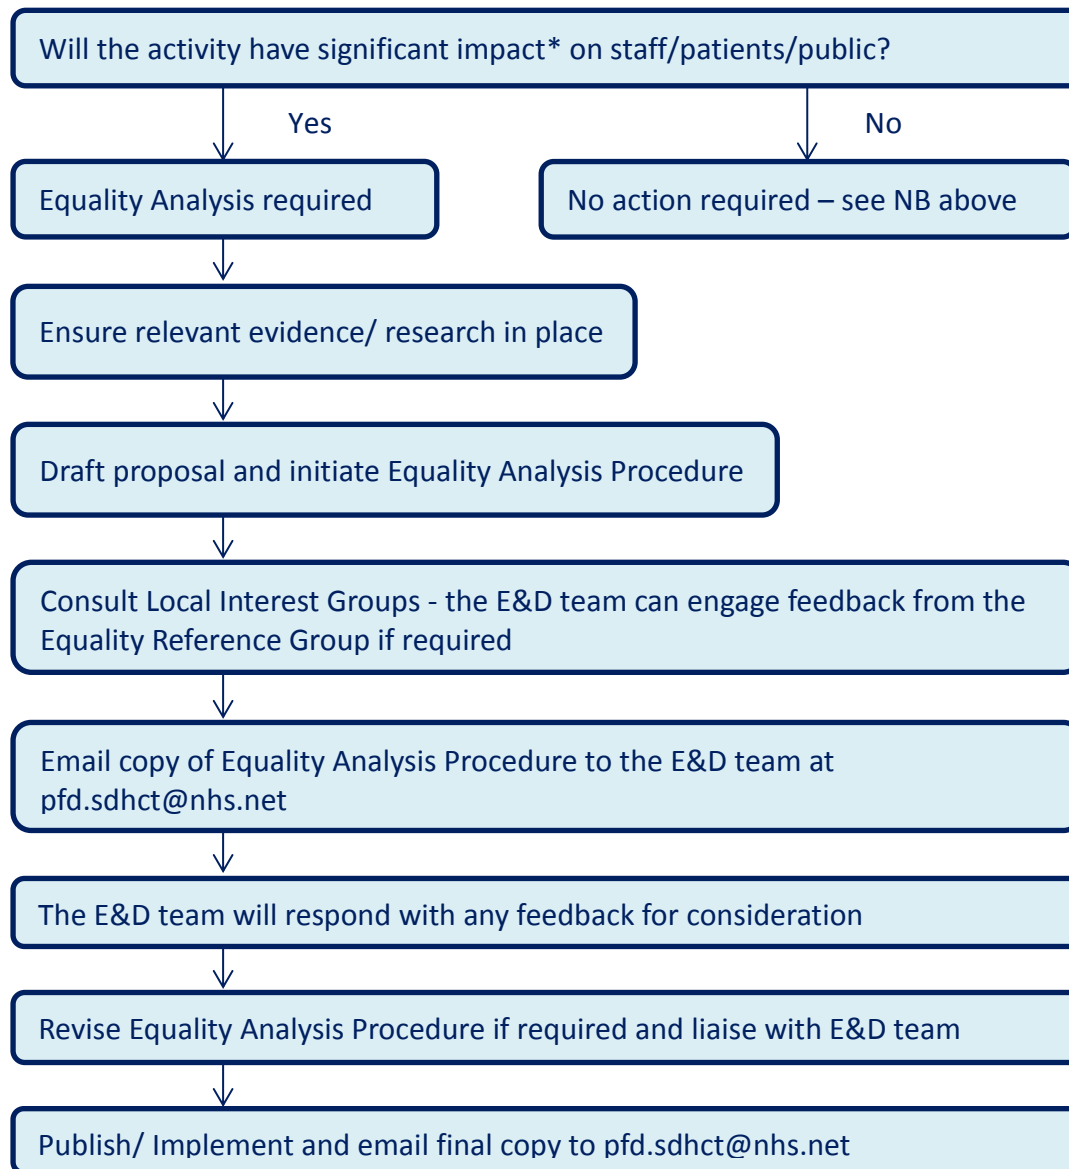 Will the activity have significant impact* on staff/patients/public?
Yes
No
Equality Analysis required
No action required – see NB above
Ensure relevant evidence/ research in place
Draft proposal and initiate Equality Analysis Procedure
Consult Local Interest Groups - the E&D team can engage feedback from the
Equality Reference Group if required
Email copy of Equality Analysis Procedure to the E&D team at
pfd.sdhct@nhs.net
The E&D team will respond with any feedback for consideration
Revise Equality Analysis Procedure if required and liaise with E&D team
Publish/ Implement and email final copy to pfd.sdhct@nhs.net